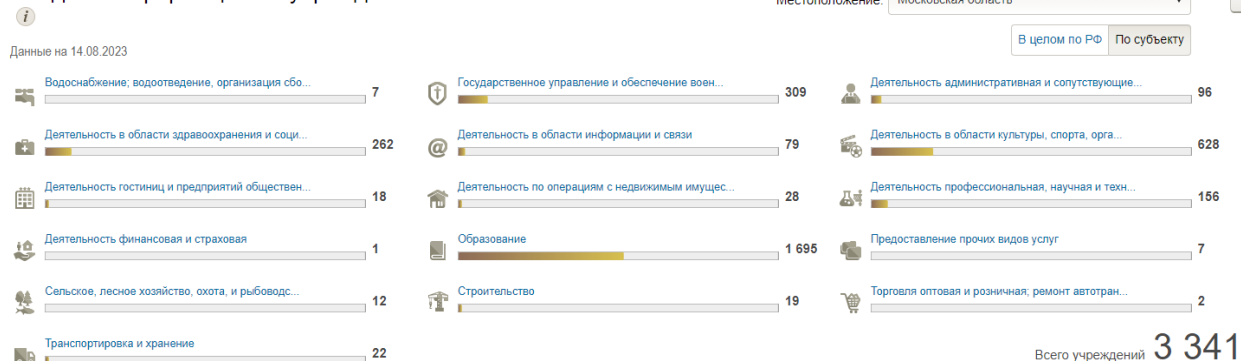 Местоположение: Московская область
В целом по РФ По субъекту
Данные на 14.08.2023
Водоснабжение; водоотведение, организация сбо... 7
Государственное управление и обеспечение воен... 309
Деятельность административная и сопутствующие... 96
Деятельность в области здравоохранения и соци... 262
Деятельность в области информации и связи 79
Деятельность в области культуры, спорта, орга... 628
Деятельность гостиниц и предприятий обществен... 18
Деятельность по операциям с недвижимым имущес... 28
Деятельность профессиональная, научная и техн... 156
Деятельность финансовая и страховая 1
Образование 1 695
Предоставление прочих видов услуг 7
Сельское, лесное хозяйство, охота, и рыбоводс... 12
Строительство 19
Торговля оптовая и розничная; ремонт автотран... 2
Транспортировка и хранение 22
Всего учреждений 3 341